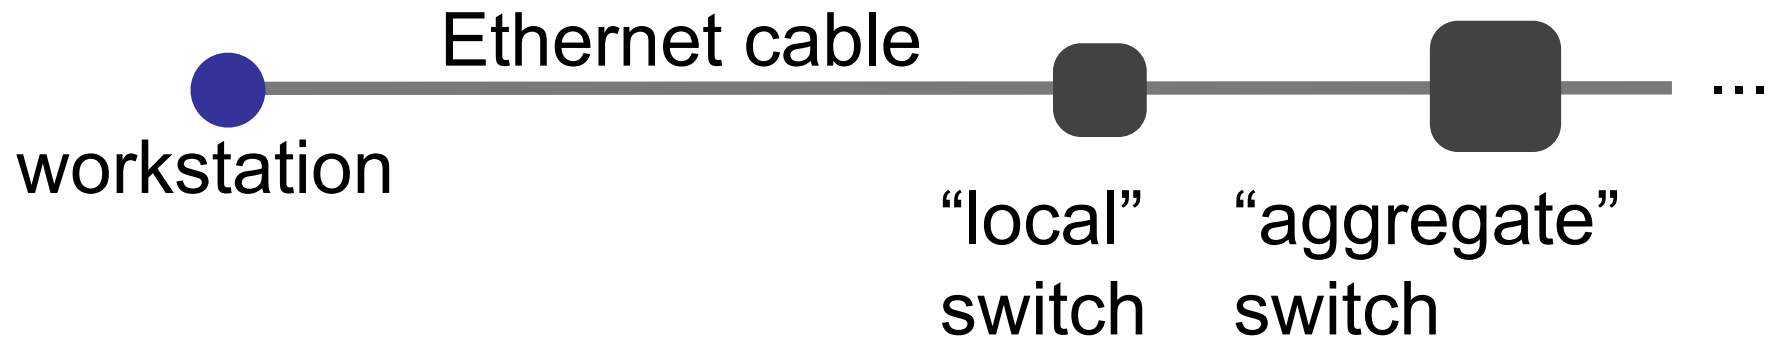 Ethernet cable
...
workstation
“local” “aggregate”
switch switch